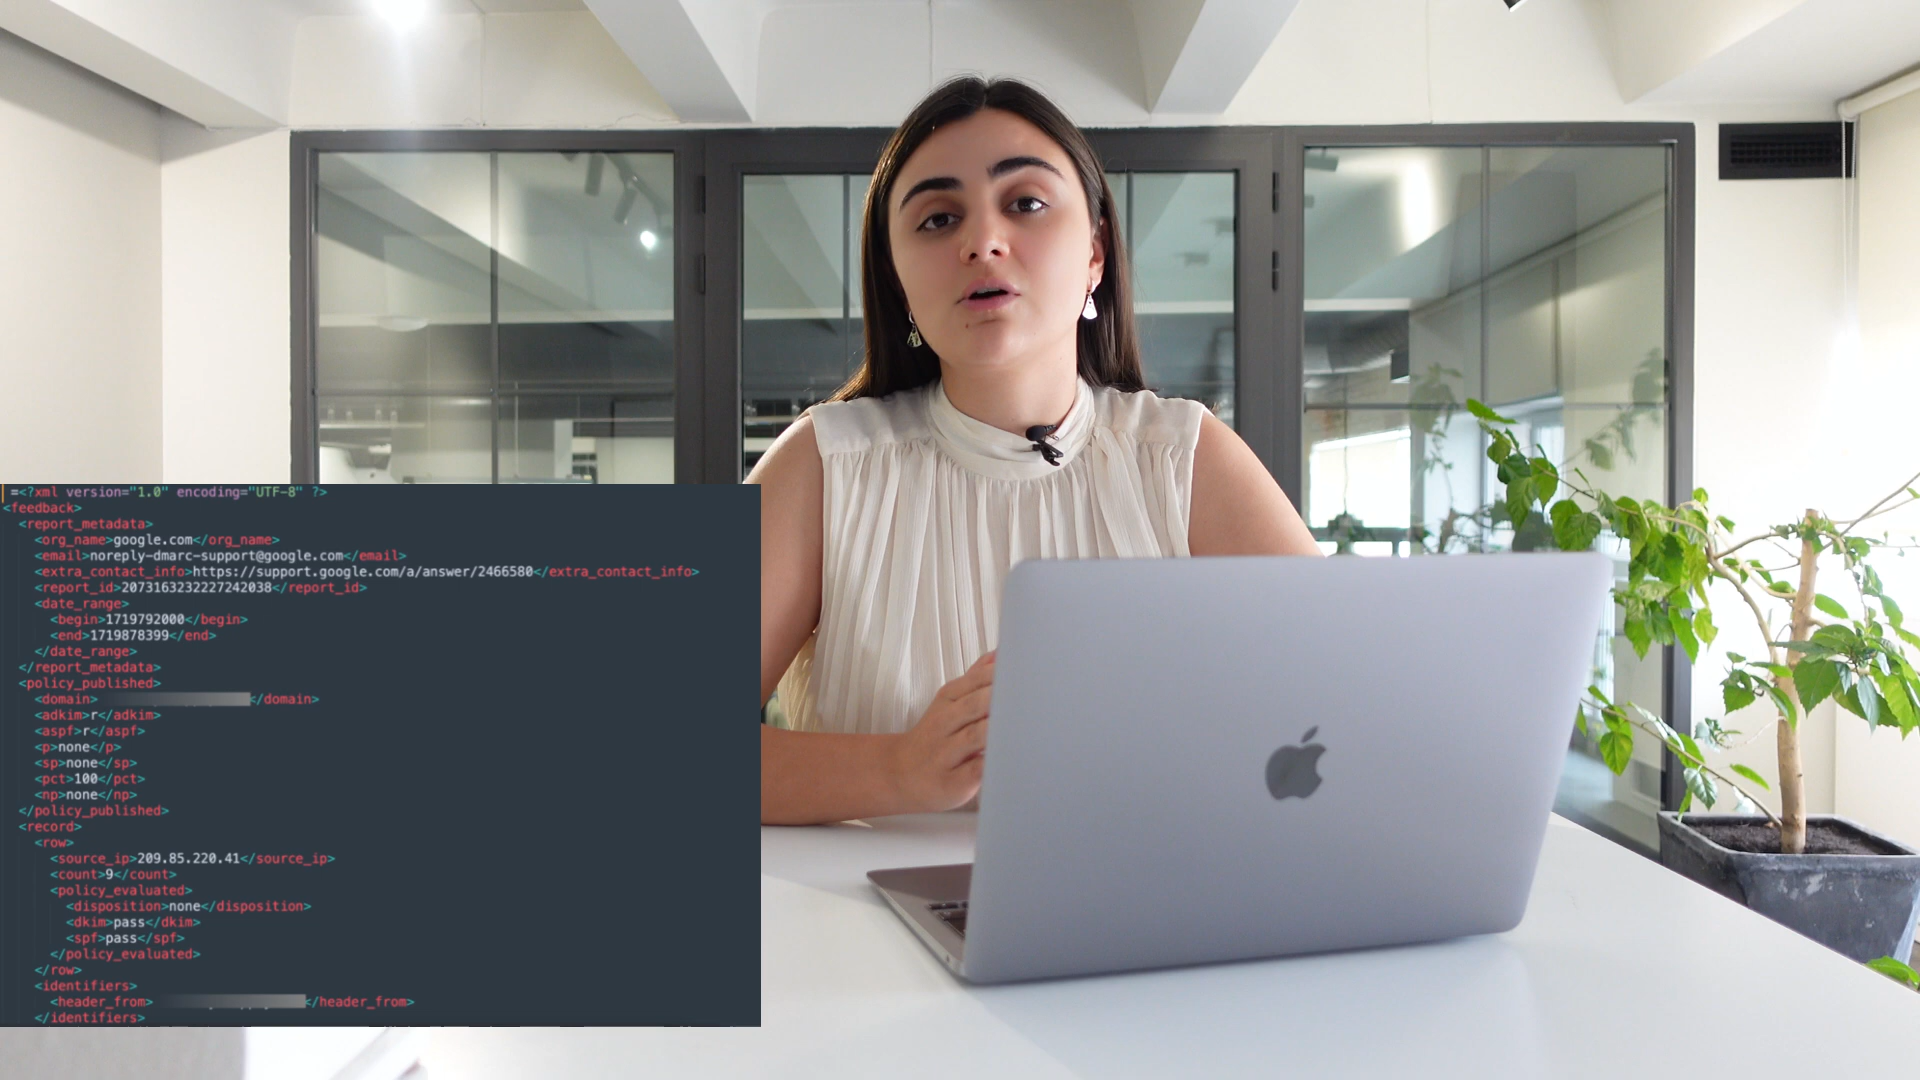 <?xml version="1.0" encoding="UTF-8" ?>
<feedback>
<report_metadata>
<org_name>google.com</org_name>
<email>noreply-dmarc-support@google.com</email>
<extra_contact_info>https://support.google.com/a/answer/2466580</extra_contact_info>
<report_id>2073163232227242038</report_id>
<date_range>
<begin>1719792000</begin>
<end>1719878399</end>
</date_range>
</report_metadata>
<policy_published>
<domain> </domain>
<adkim>r</adkim>
<aspf>r</aspf>
<p>none</p>
<sp>none</sp>
<pct>100</pct>
<np>none</np>
</policy_published>
<record>
<row>
<source_ip>209.85.220.41</source_ip>
<count>9</count>
<policy_evaluated>
<disposition>none</disposition>
<dkim>pass</dkim>
<spf>pass</spf>
</policy_evaluated>
</row>
<identifiers>
<header_from> </header_from>
</identifiers>